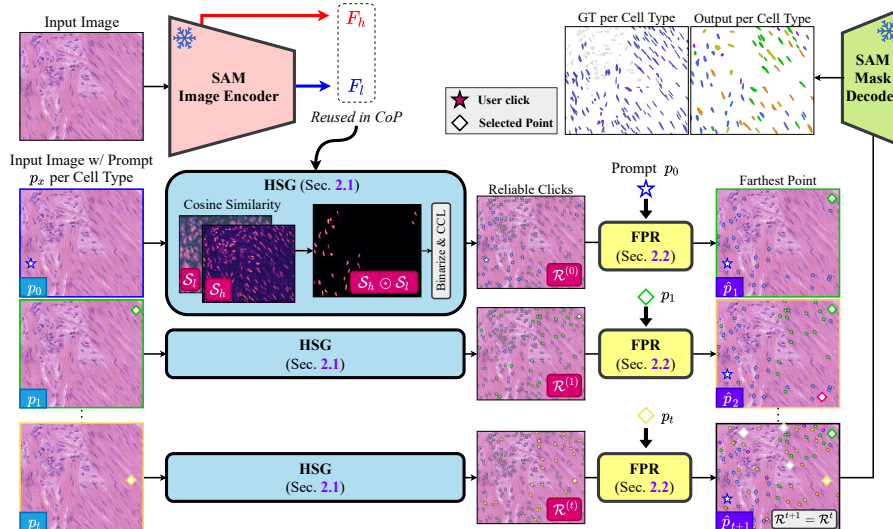 Input Image
SAM
Image Encoder
F_h
F_l
Reused in CoP
GT per Cell Type
Output per Cell Type
User click
Selected Point
SAM
Mask
Decoder
Input Image w/ Prompt
p_x per Cell Type
p_0
HSG (Sec. 2.1)
Cosine Similarity
S_l
S_h
S_h ⊙ S_l
Binarize & CCL
Reliable Clicks
R^(0)
Prompt p_0
FPR
(Sec. 2.2)
Farthest Point
p̂_1
p_1
HSG
(Sec. 2.1)
R^(1)
p_1
FPR
(Sec. 2.2)
p̂_2
p_t
HSG
(Sec. 2.1)
R^(t)
p_t
FPR
(Sec. 2.2)
p̂_{t+1}
R^{t+1} = R^t